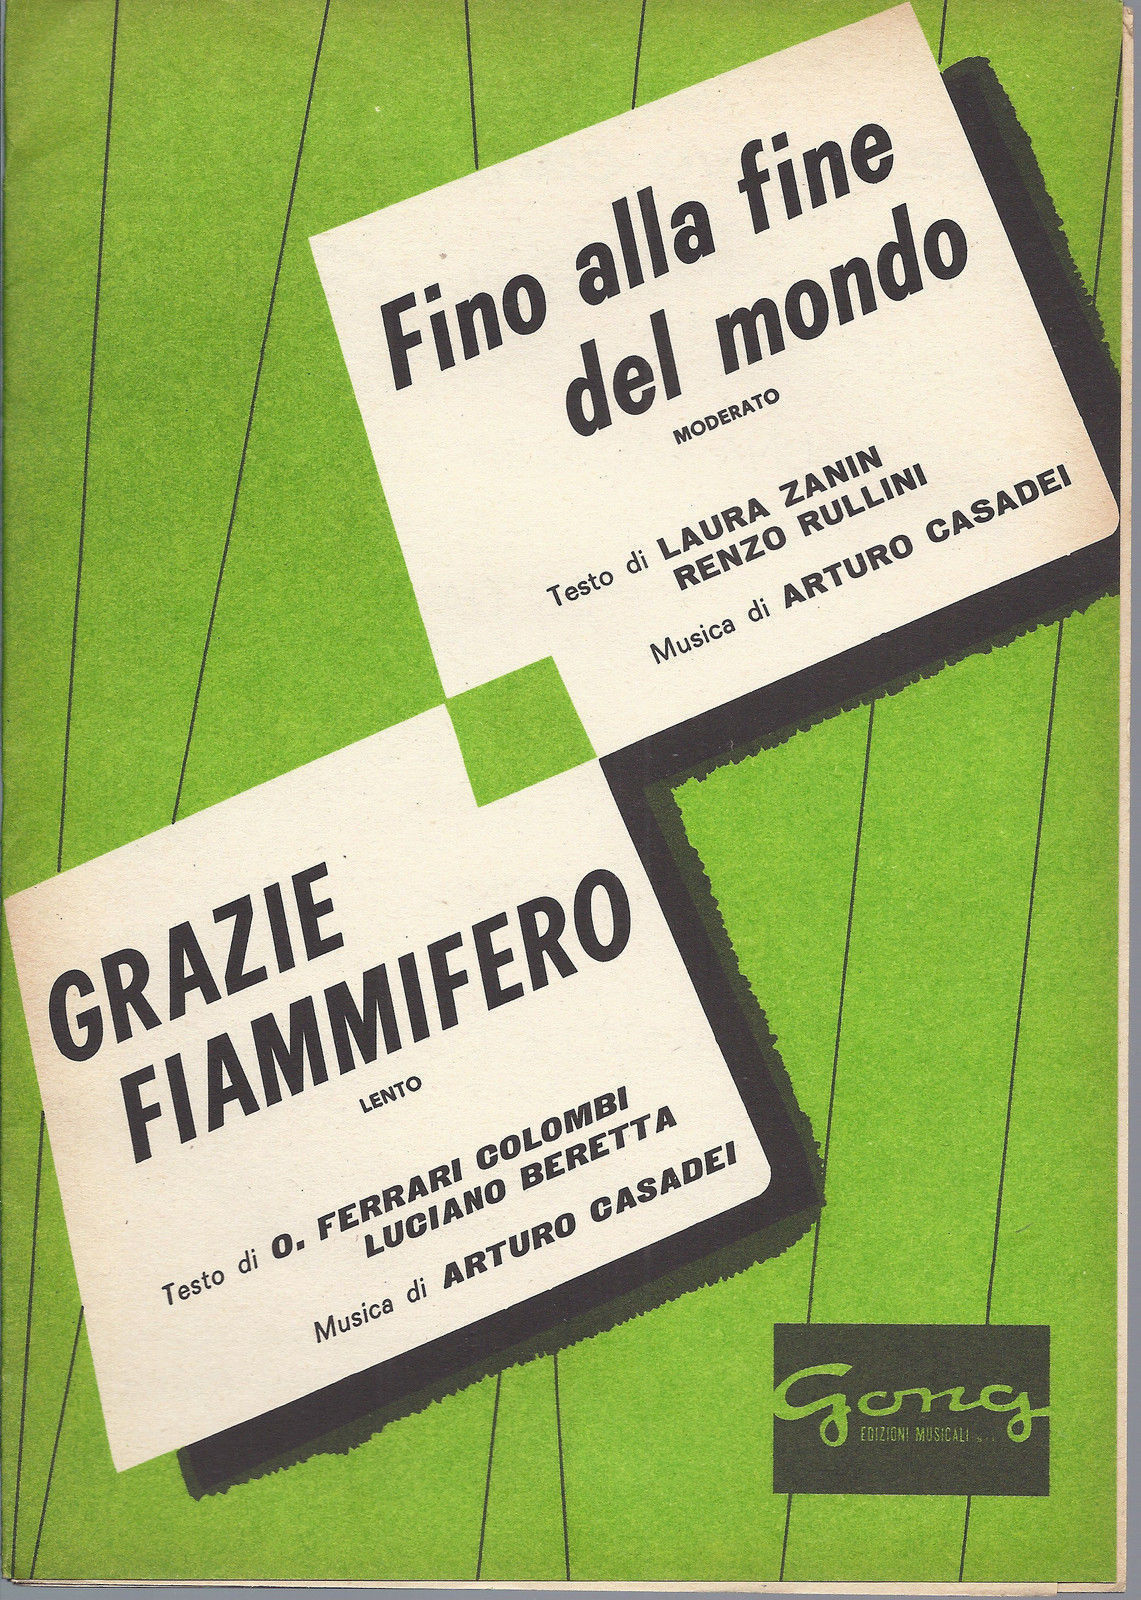 Fino alla fine
del mondo
MODERATO
Testo di LAURA ZANIN
RENZO RULLINI
Musica di ARTURO CASADEI
GRAZIE
FIAMMIFERO
LENTO
Testo di O. FERRARI COLOMBI
LUCIANO BERETTA
Musica di ARTURO CASADEI
Gong
EDIZIONI MUSICALI